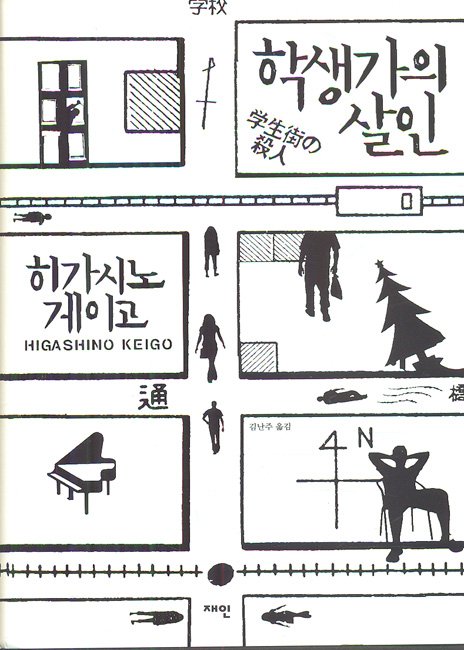 学校
학생가의
살인
学生街の
殺人
히가시노
게이고
HIGASHINO KEIGO
通
橋
김난주 옮김
N
재인